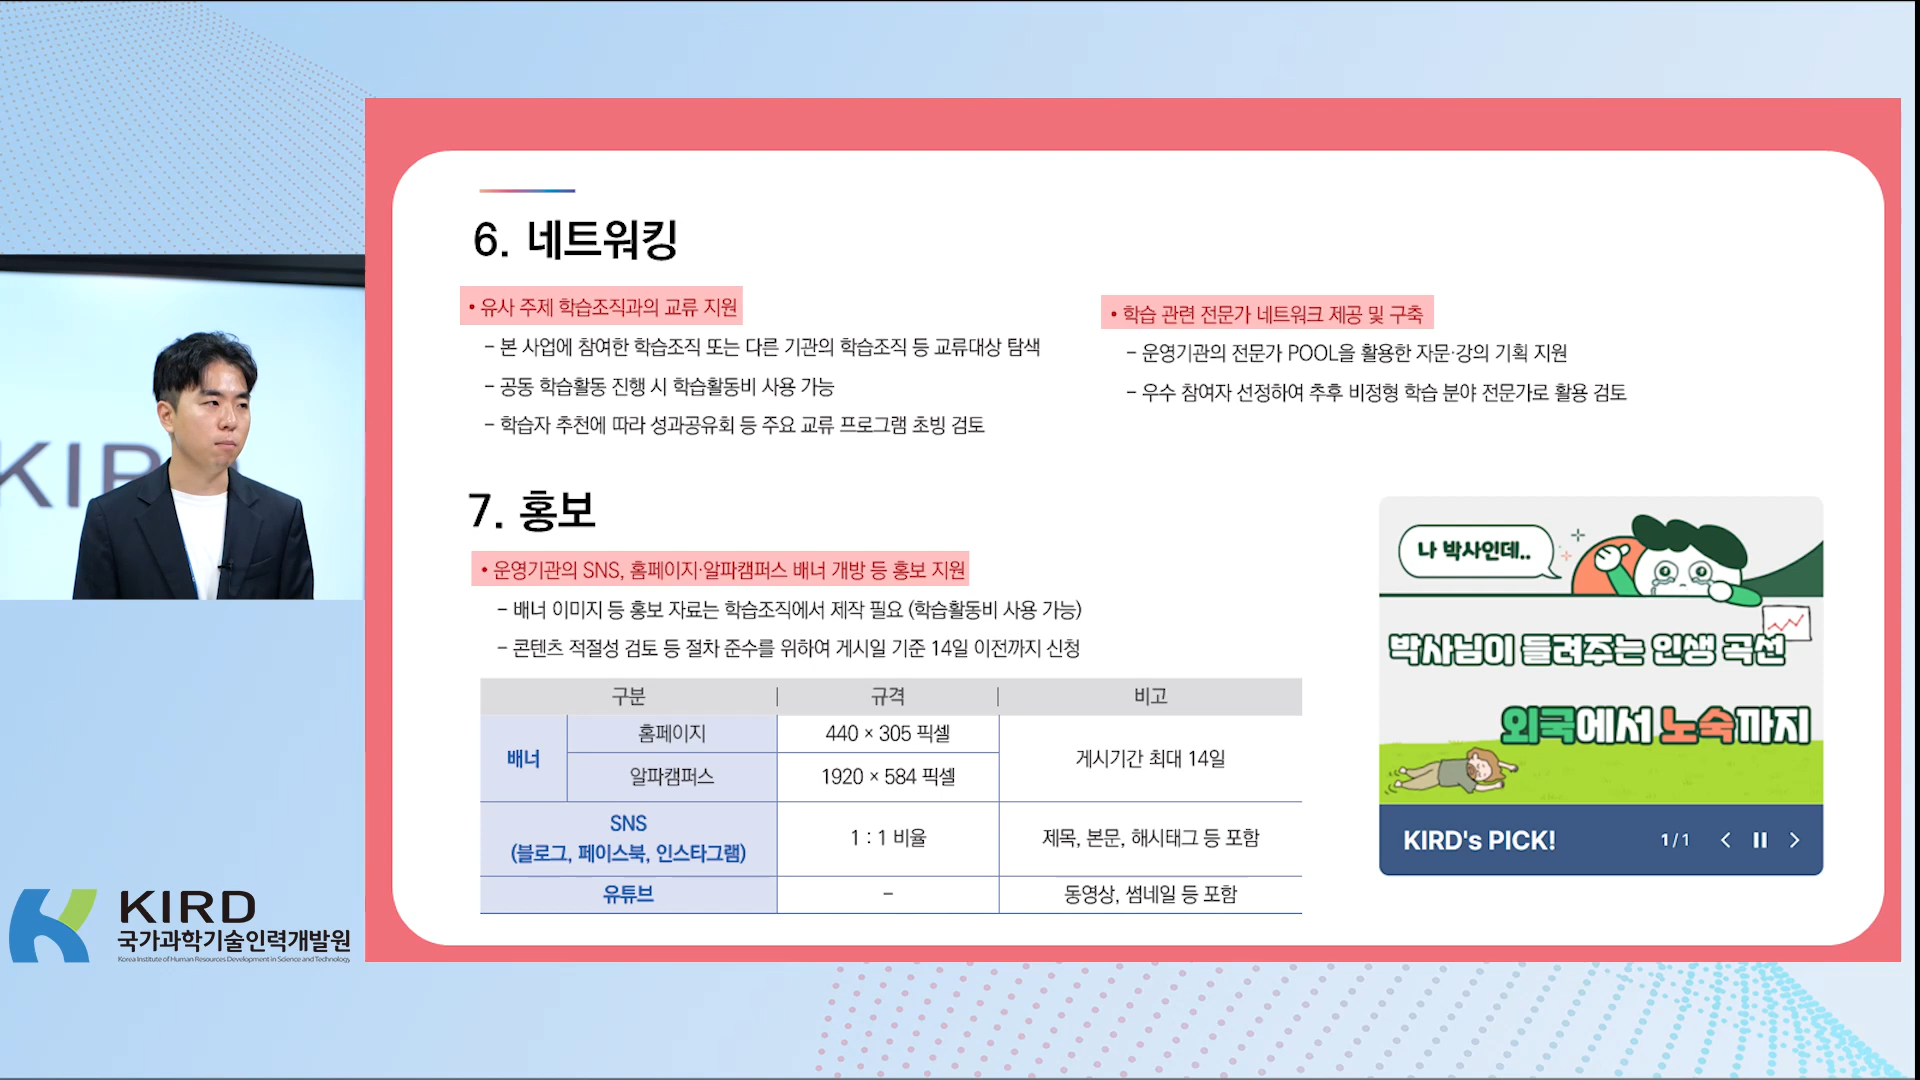 6. 네트워킹
• 유사 주제 학습조직과의 교류 지원
– 본 사업에 참여한 학습조직 또는 다른 기관의 학습조직 등 교류대상 탐색
– 공동 학습활동 진행 시 학습활동비 사용 가능
– 학습자 추천에 따라 성과공유회 등 주요 교류 프로그램 초빙 검토
• 학습 관련 전문가 네트워크 제공 및 구축
– 운영기관의 전문가 POOL을 활용한 자문·강의 기획 지원
– 우수 참여자 선정하여 추후 비정형 학습 분야 전문가로 활용 검토
7. 홍보
• 운영기관의 SNS, 홈페이지·알파캠퍼스 배너 개방 등 홍보 지원
– 배너 이미지 등 홍보 자료는 학습조직에서 제작 필요 (학습활동비 사용 가능)
– 콘텐츠 적절성 검토 등 절차 준수를 위하여 게시일 기준 14일 이전까지 신청
구분 규격 비고
배너 홈페이지 440 × 305 픽셀 게시기간 최대 14일
알파캠퍼스 1920 × 584 픽셀
SNS
(블로그, 페이스북, 인스타그램) 1 : 1 비율 제목, 본문, 해시태그 등 포함
유튜브 – 동영상, 썸네일 등 포함
나 박사인데..
박사님이 들려주는 인생 곡선
외국에서 노숙까지
KIRD's PICK! 1/1
KIRD
KIRD
국가과학기술인력개발원
Korea Institute of Human Resources Development in Science and Technology